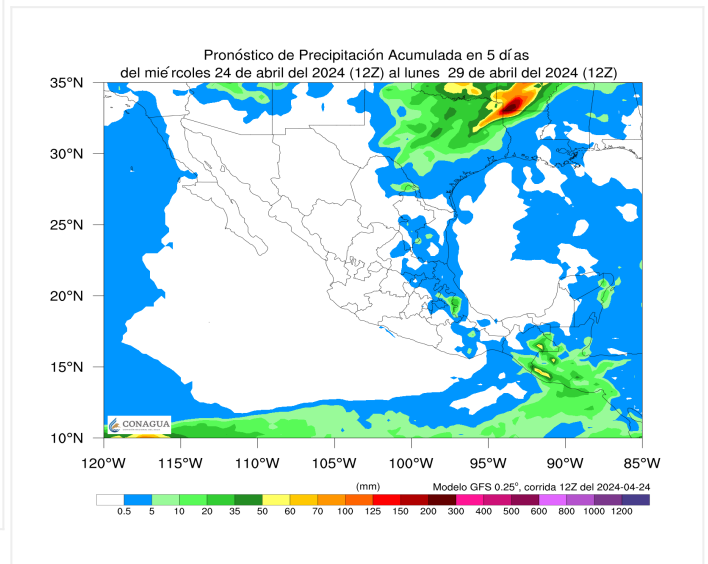 Pronóstico de Precipitación Acumulada en 5 días
del miércoles 24 de abril del 2024 (12Z) al lunes 29 de abril del 2024 (12Z)
35°N
30°N
25°N
20°N
15°N
10°N
CONAGUA
120°W 115°W 110°W 105°W 100°W 95°W 90°W 85°W
(mm) Modelo GFS 0.25°, corrida 12Z del 2024-04-24
0.5 5 10 20 35 50 60 70 100 125 150 200 300 400 500 600 800 1000 1200